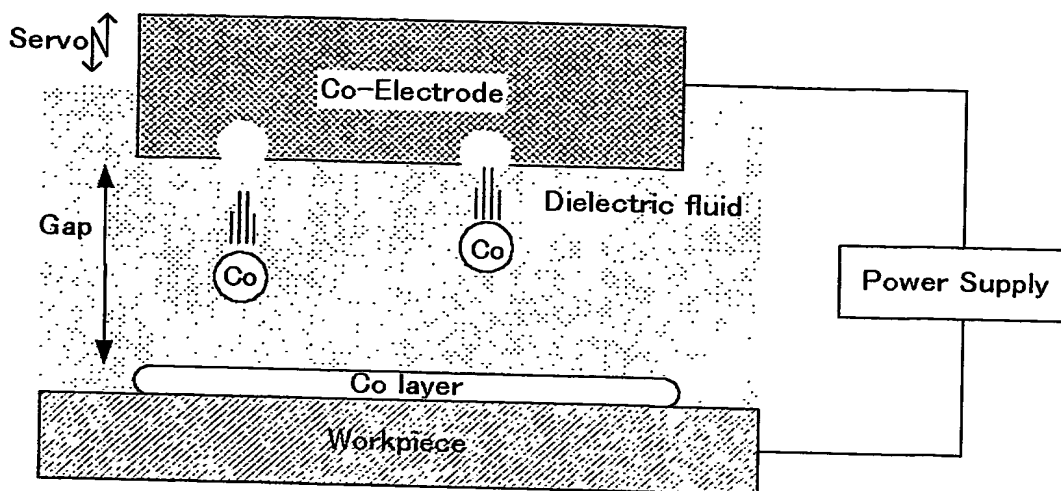 Servo
Co-Electrode
Dielectric fluid
Gap
Co
Co
Power Supply
Co layer
Workpiece